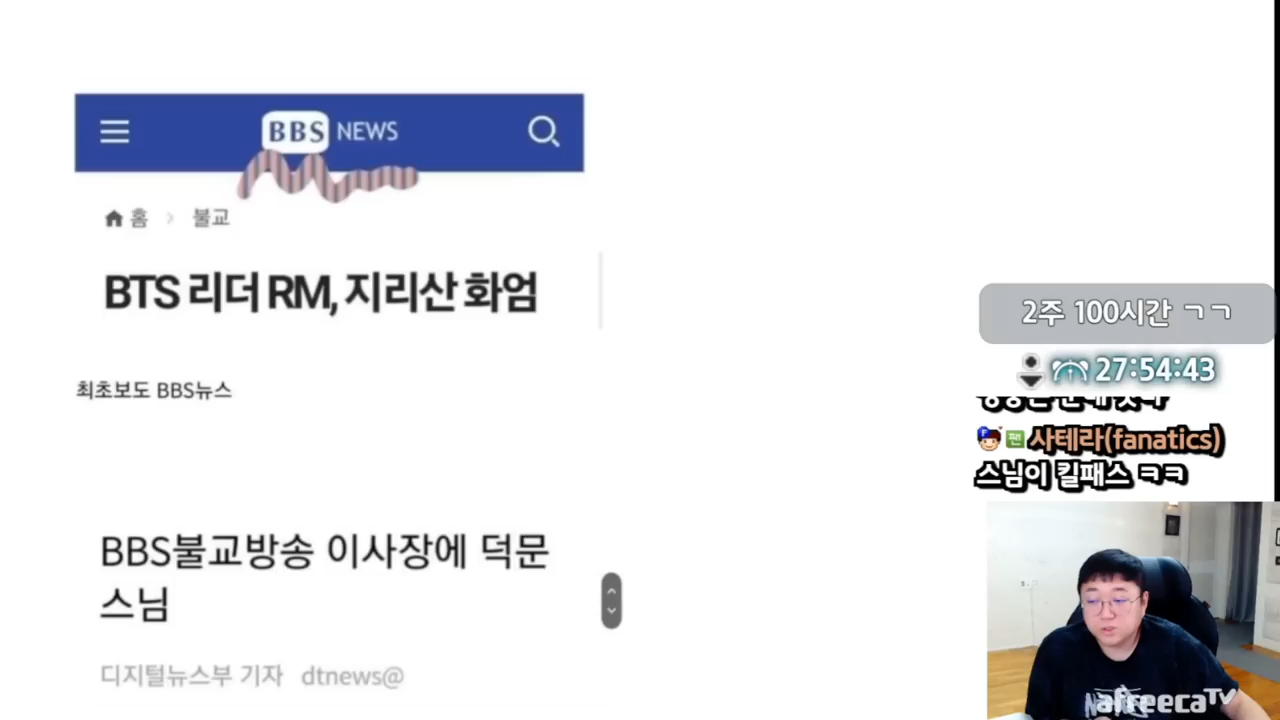 BBS NEWS
홈 > 불교
BTS 리더 RM, 지리산 화엄
최초보도 BBS뉴스
BBS불교방송 이사장에 덕문
스님
디지털뉴스부 기자 dtnews@
2주 100시간 ㄱㄱ
27:54:43
F 팬 사테라(fanatics)
스님이 킬패스 ㅋㅋ
afreecaTV